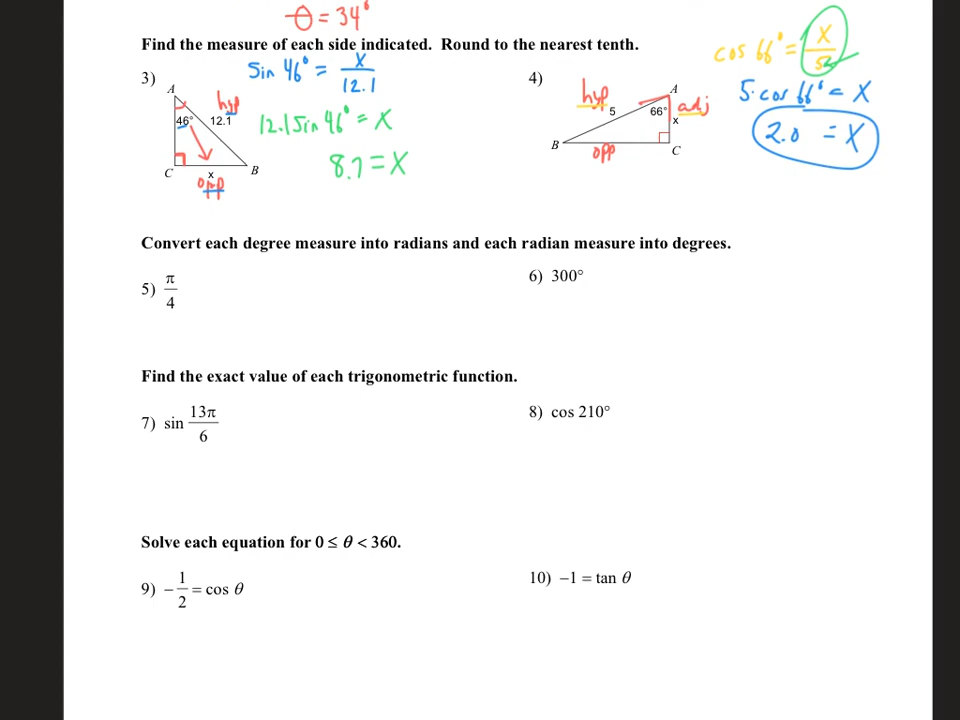 θ = 34°
Find the measure of each side indicated. Round to the nearest tenth.
3)
A
46°
hyp
12.1
C
x
opp
B
sin 46° = x / 12.1
12.1 sin 46° = x
8.7 = x
4)
hyp
5
66°
A
adj
x
B
opp
C
cos 66° = x / 5
5 · cos 66° = x
2.0 = x
Convert each degree measure into radians and each radian measure into degrees.
5) π / 4
6) 300°
Find the exact value of each trigonometric function.
7) sin 13π / 6
8) cos 210°
Solve each equation for 0 ≤ θ < 360.
9) − 1 / 2 = cos θ
10) −1 = tan θ